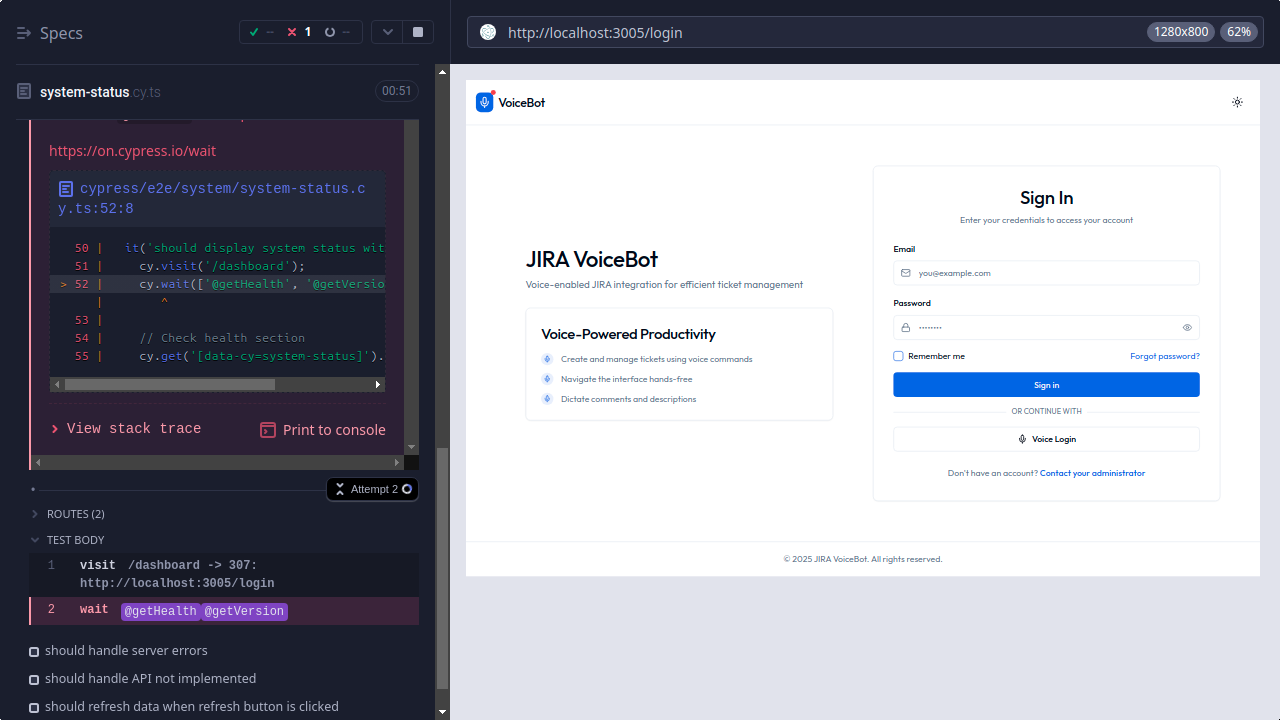 Specs
-- 1 --
system-status.cy.ts
00:51
https://on.cypress.io/wait
cypress/e2e/system/system-status.c
y.ts:52:8
50 | it('should display system status wit
51 | cy.visit('/dashboard');
> 52 | cy.wait(['@getHealth', '@getVersio
| ^
53 |
54 | // Check health section
55 | cy.get('[data-cy=system-status]').
View stack trace
Print to console
Attempt 2
ROUTES (2)
TEST BODY
1 visit /dashboard -> 307:
http://localhost:3005/login
2 wait @getHealth @getVersion
should handle server errors
should handle API not implemented
should refresh data when refresh button is clicked
http://localhost:3005/login
1280x800
62%
VoiceBot
JIRA VoiceBot
Voice-enabled JIRA integration for efficient ticket management
Voice-Powered Productivity
Create and manage tickets using voice commands
Navigate the interface hands-free
Dictate comments and descriptions
Sign In
Enter your credentials to access your account
Email
you@example.com
Password
••••••••
Remember me
Forgot password?
Sign in
OR CONTINUE WITH
Voice Login
Don't have an account? Contact your administrator
© 2025 JIRA VoiceBot. All rights reserved.